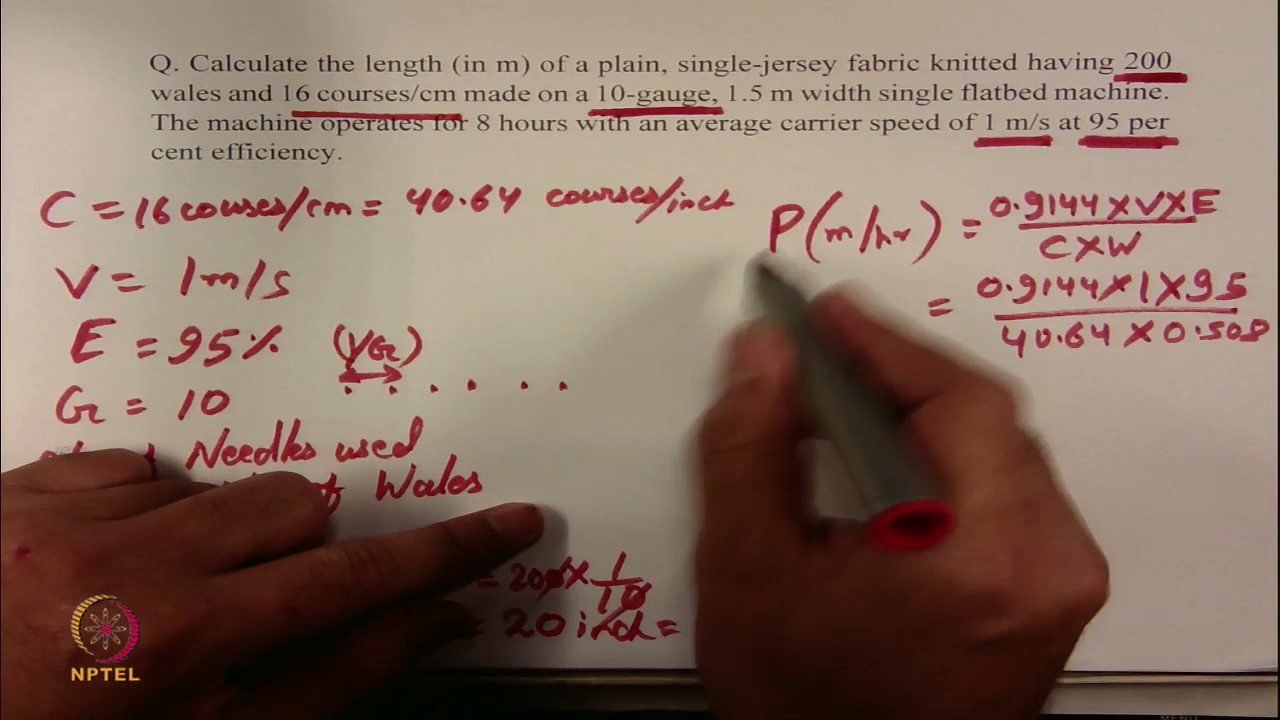 Q. Calculate the length (in m) of a plain, single-jersey fabric knitted having 200
wales and 16 courses/cm made on a 10-gauge, 1.5 m width single flatbed machine.
The machine operates for 8 hours with an average carrier speed of 1 m/s at 95 per
cent efficiency.
C = 16 courses/cm = 40.64 courses/inch
V = 1m/s
E = 95%
(1/G)
G = 10
Needles used
of Wales
= 200 x 1/10
= 20 inch =
P(m/hr) = 0.9144 x V x E / C x W
= 0.9144 x 1 x 95 / 40.64 x 0.508
NPTEL